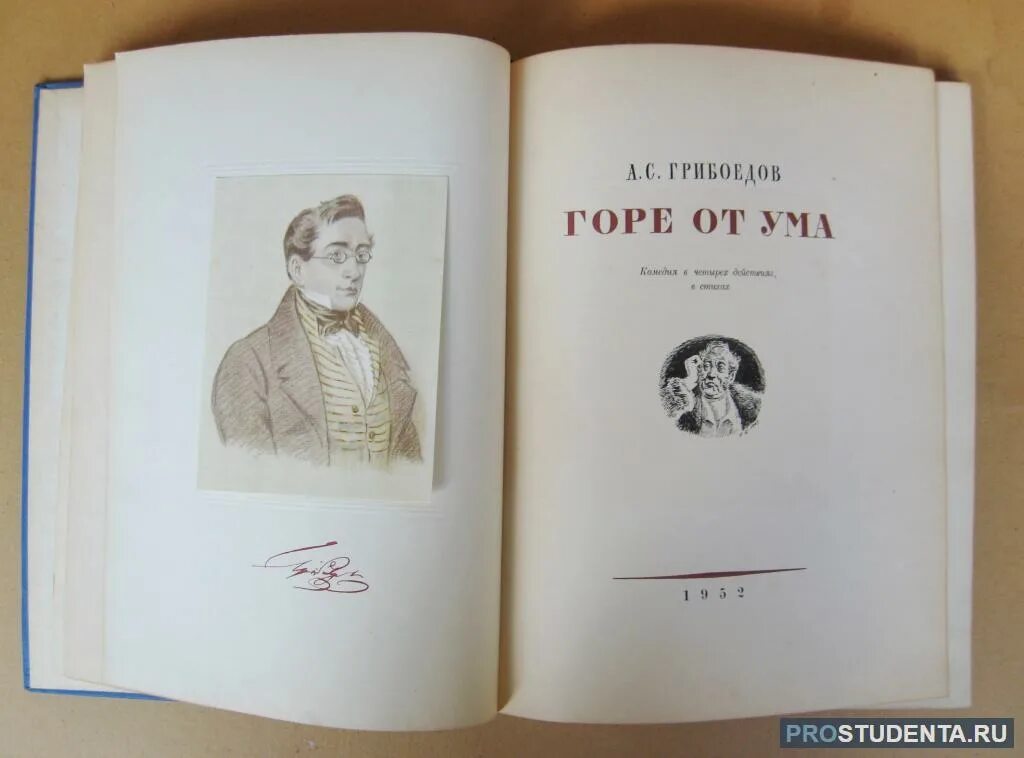 А.С. ГРИБОЕДОВ
ГОРЕ ОТ УМА
Комедия в четырех действиях,
в стихах
1952
PROSTUDENTA.RU